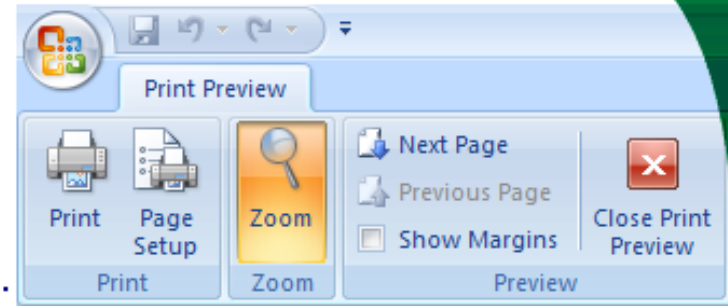 Print Preview
Print
Page
Setup
Zoom
Next Page
Previous Page
Show Margins
Close Print
Preview
.
Print
Zoom
Preview